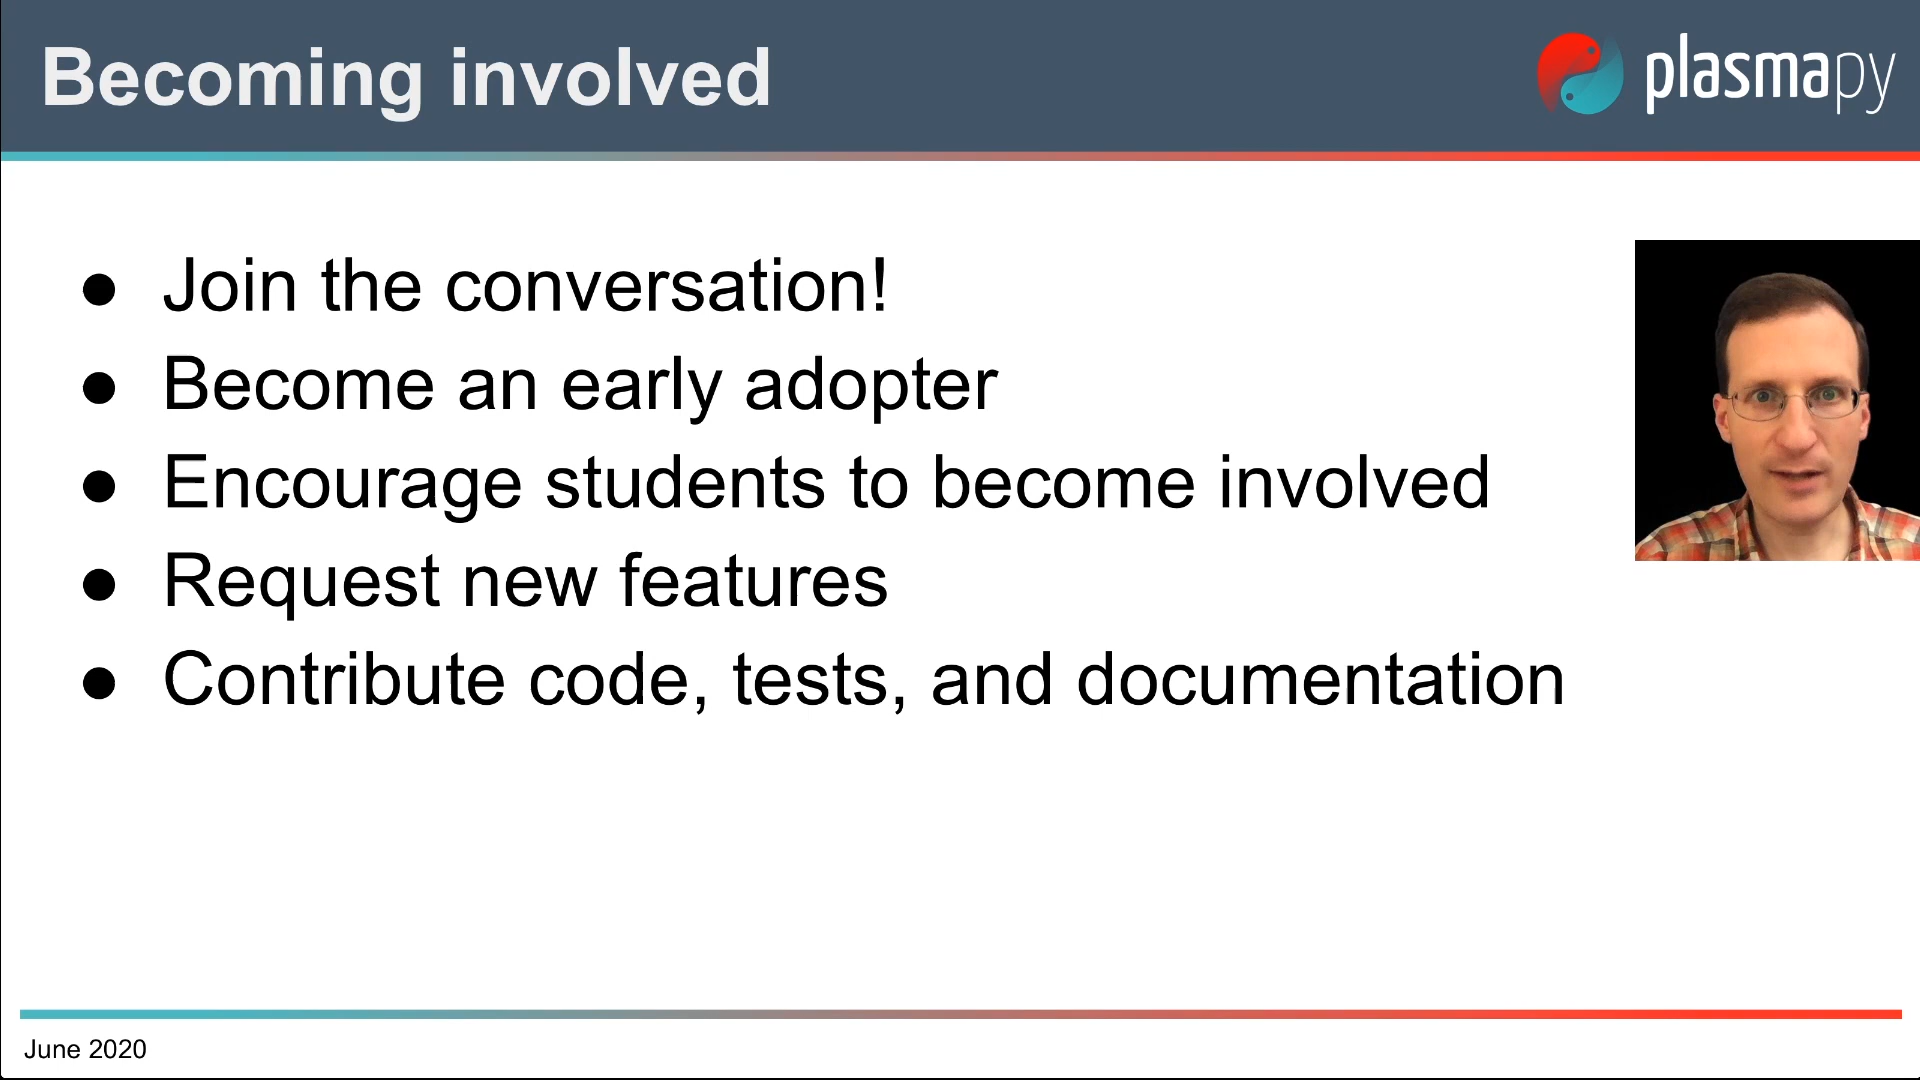 Becoming involved
plasmapy
● Join the conversation!
● Become an early adopter
● Encourage students to become involved
● Request new features
● Contribute code, tests, and documentation
June 2020